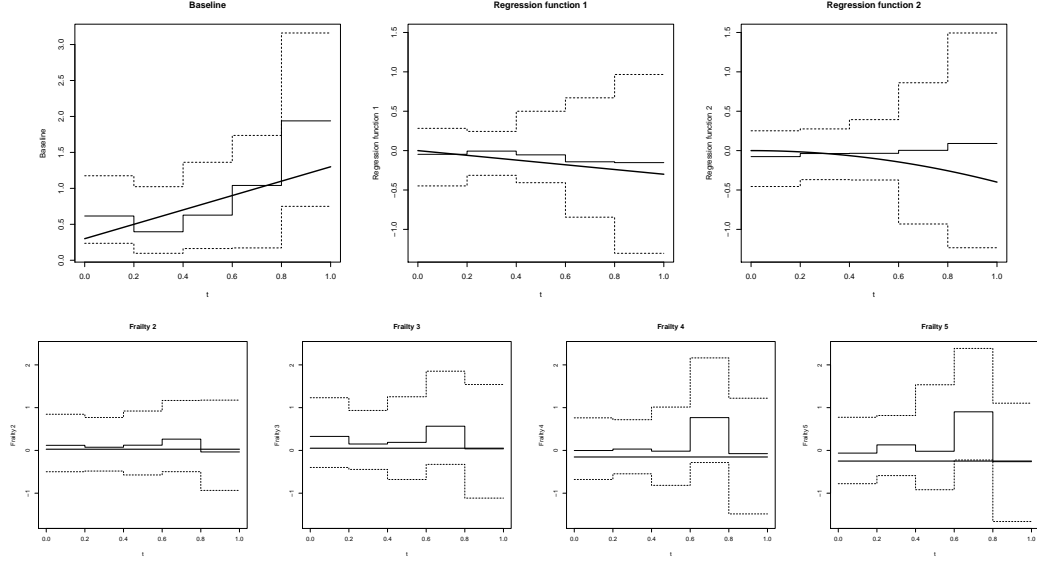 Baseline
Baseline
0.0 0.5 1.0 1.5 2.0 2.5 3.0
0.0 0.2 0.4 0.6 0.8 1.0
t
Regression function 1
Regression function 1
−1.0 −0.5 0.0 0.5 1.0 1.5
0.0 0.2 0.4 0.6 0.8 1.0
t
Regression function 2
Regression function 2
−1.0 −0.5 0.0 0.5 1.0 1.5
0.0 0.2 0.4 0.6 0.8 1.0
t
Frailty 2
Frailty 2
−1 0 1 2
0.0 0.2 0.4 0.6 0.8 1.0
t
Frailty 3
Frailty 3
−1 0 1 2
0.0 0.2 0.4 0.6 0.8 1.0
t
Frailty 4
Frailty 4
−1 0 1 2
0.0 0.2 0.4 0.6 0.8 1.0
t
Frailty 5
Frailty 5
−1 0 1 2
0.0 0.2 0.4 0.6 0.8 1.0
t